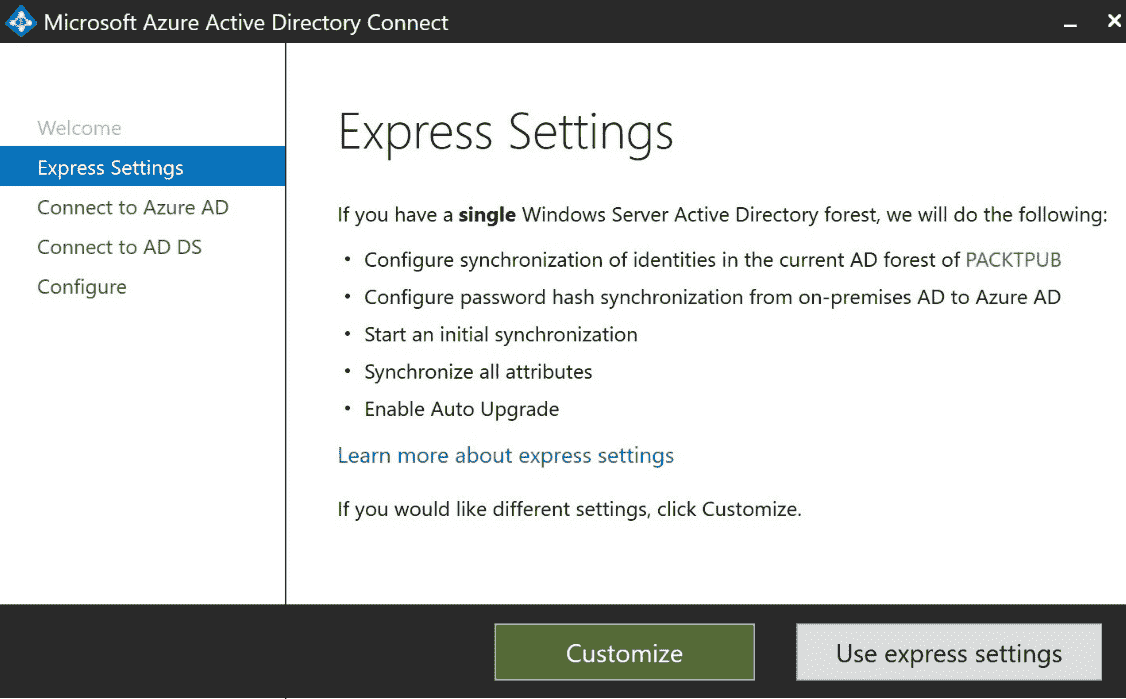 Microsoft Azure Active Directory Connect
Welcome
Express Settings
Connect to Azure AD
Connect to AD DS
Configure
Express Settings
If you have a single Windows Server Active Directory forest, we will do the following:
• Configure synchronization of identities in the current AD forest of PACKTPUB
• Configure password hash synchronization from on-premises AD to Azure AD
• Start an initial synchronization
• Synchronize all attributes
• Enable Auto Upgrade
Learn more about express settings
If you would like different settings, click Customize.
Customize
Use express settings